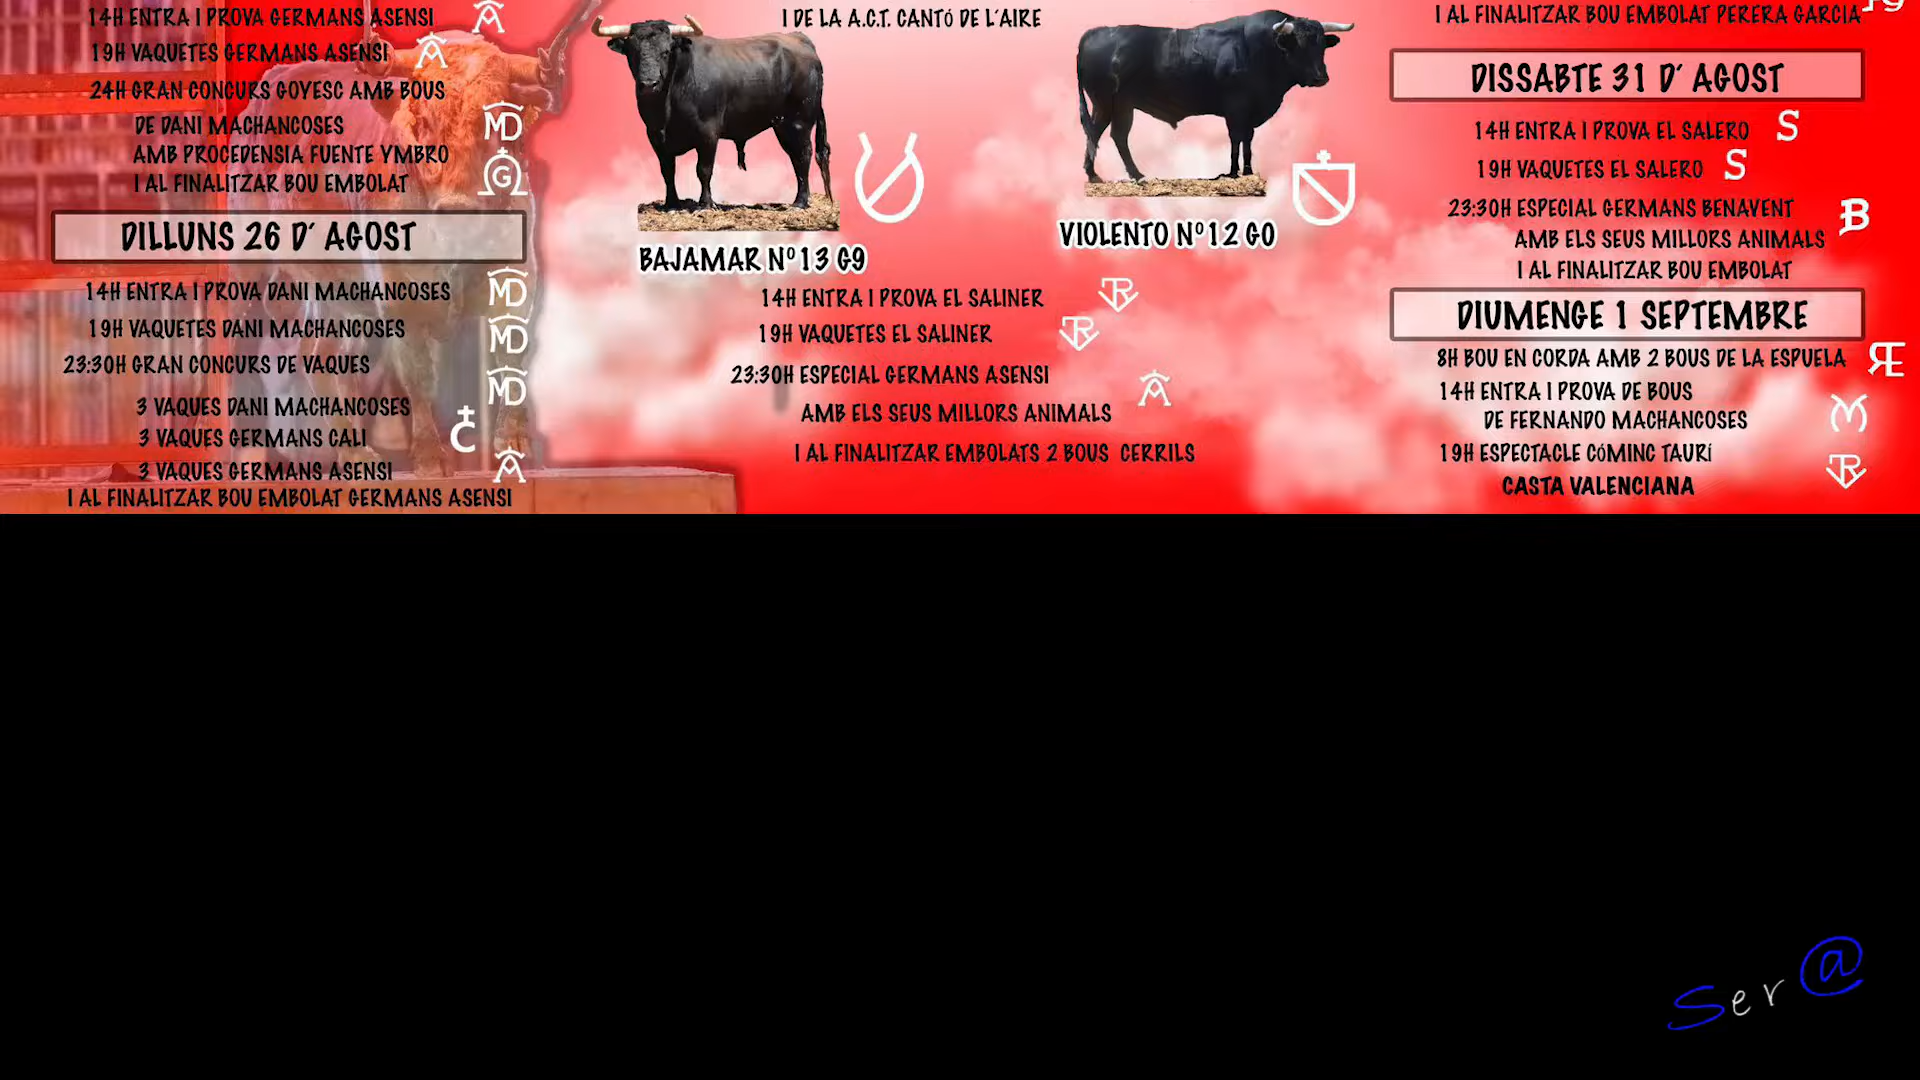 14H ENTRA I PROVA GERMANS ASENSI
19H VAQUETES GERMANS ASENSI
24H GRAN CONCURS GOYESC AMB BOUS
DE DANI MACHANCOSES
AMB PROCEDENSIA FUENTE YMBRO
I AL FINALITZAR BOU EMBOLAT
DILLUNS 26 D´ AGOST
14H ENTRA I PROVA DANI MACHANCOSES
19H VAQUETES DANI MACHANCOSES
23:30H GRAN CONCURS DE VAQUES
3 VAQUES DANI MACHANCOSES
3 VAQUES GERMANS CALI
3 VAQUES GERMANS ASENSI
I AL FINALITZAR BOU EMBOLAT GERMANS ASENSI
I DE LA A.C.T. CANTÓ DE L´AIRE
BAJAMAR Nº13 G9
VIOLENTO Nº12 G0
14H ENTRA I PROVA EL SALINER
19H VAQUETES EL SALINER
23:30H ESPECIAL GERMANS ASENSI
AMB ELS SEUS MILLORS ANIMALS
I AL FINALITZAR EMBOLATS 2 BOUS CERRILS
I AL FINALITZAR BOU EMBOLAT PERERA GARCIA
DISSABTE 31 D´ AGOST
14H ENTRA I PROVA EL SALERO S
19H VAQUETES EL SALERO S
23:30H ESPECIAL GERMANS BENAVENT
AMB ELS SEUS MILLORS ANIMALS
I AL FINALITZAR BOU EMBOLAT
DIUMENGE 1 SEPTEMBRE
8H BOU EN CORDA AMB 2 BOUS DE LA ESPUELA
14H ENTRA I PROVA DE BOUS
DE FERNANDO MACHANCOSES
19H ESPECTACLE CÓMINC TAURÍ
CASTA VALENCIANA
Ser@